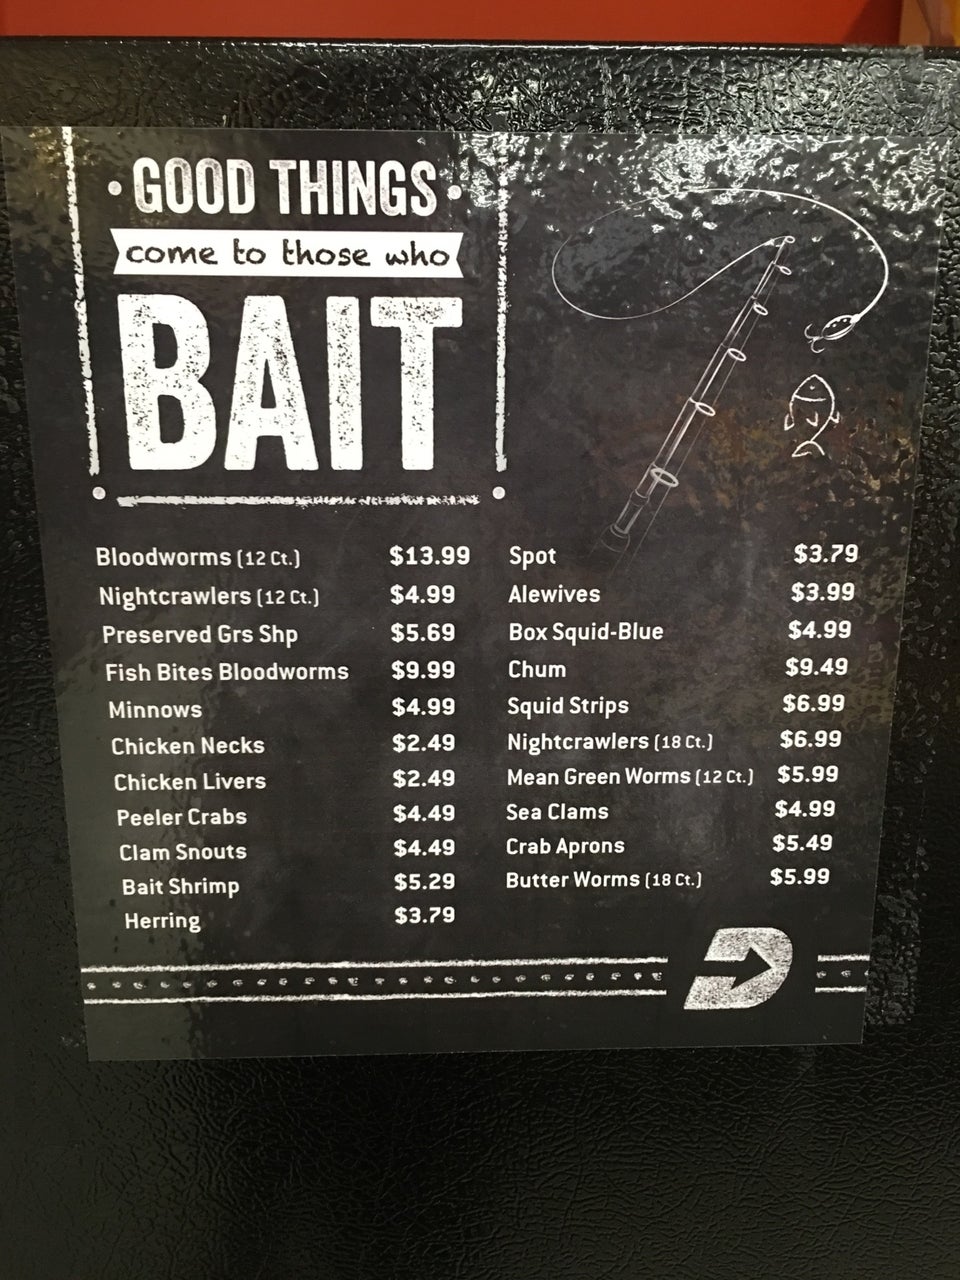 GOOD THINGS
come to those who
BAIT
Bloodworms (12 Ct.) $13.99
Nightcrawlers (12 Ct.) $4.99
Preserved Grs Shp $5.69
Fish Bites Bloodworms $9.99
Minnows $4.99
Chicken Necks $2.49
Chicken Livers $2.49
Peeler Crabs $4.49
Clam Snouts $4.49
Bait Shrimp $5.29
Herring $3.79
Spot $3.79
Alewives $3.99
Box Squid-Blue $4.99
Chum $9.49
Squid Strips $6.99
Nightcrawlers (18 Ct.) $6.99
Mean Green Worms (12 Ct.) $5.99
Sea Clams $4.99
Crab Aprons $5.49
Butter Worms (18 Ct.) $5.99
D